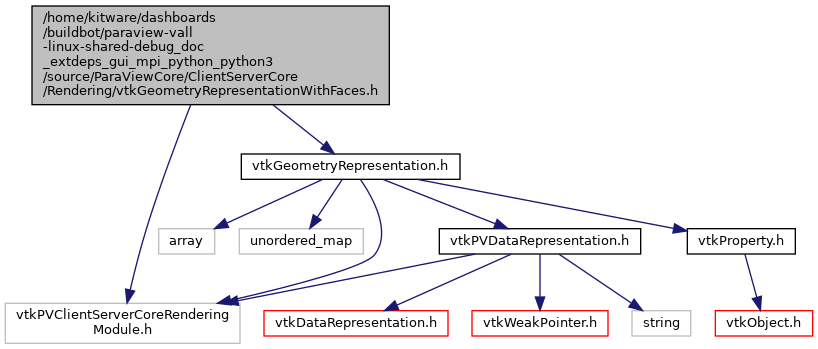 /home/kitware/dashboards
/buildbot/paraview-vall
-linux-shared-debug_doc
_extdeps_gui_mpi_python_python3
/source/ParaViewCore/ClientServerCore
/Rendering/vtkGeometryRepresentationWithFaces.h
vtkGeometryRepresentation.h
array
unordered_map
vtkPVDataRepresentation.h
vtkProperty.h
vtkPVClientServerCoreRendering
Module.h
vtkDataRepresentation.h
vtkWeakPointer.h
string
vtkObject.h